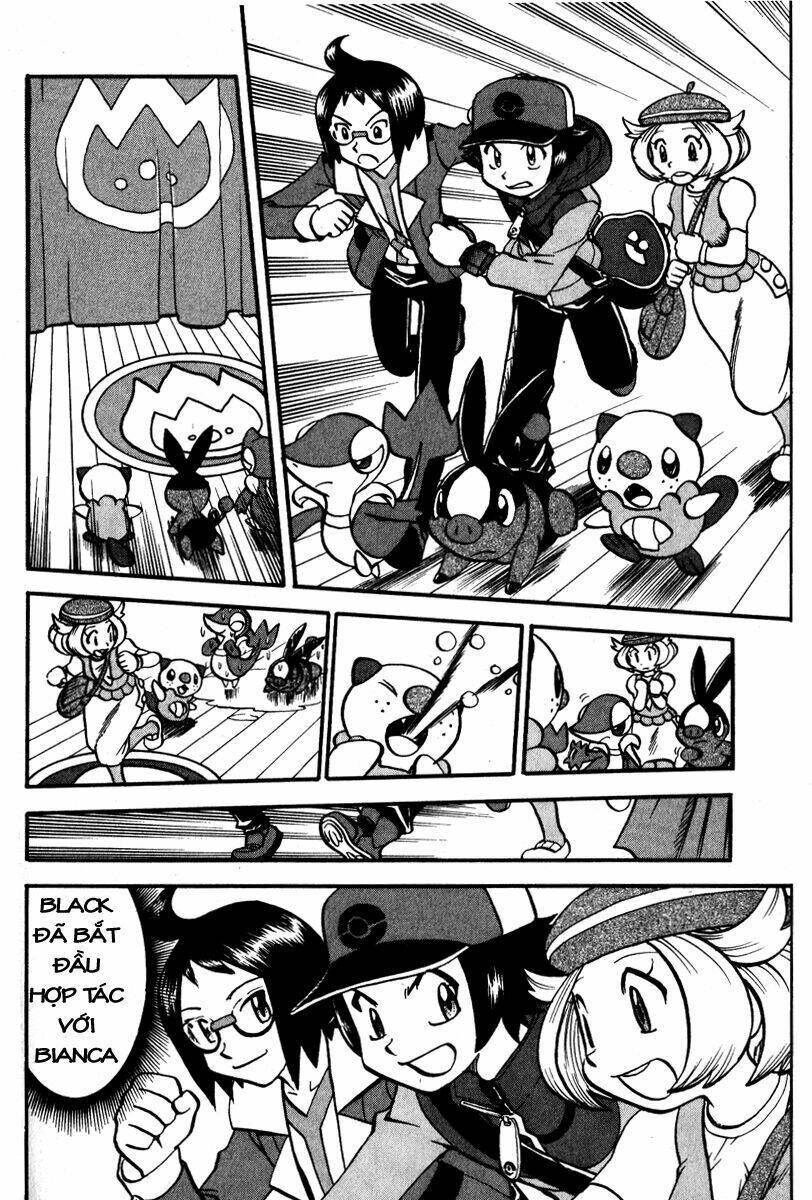 BLACK
ĐÃ BẮT
ĐẦU
HỢP TÁC
VỚI
BIANCA